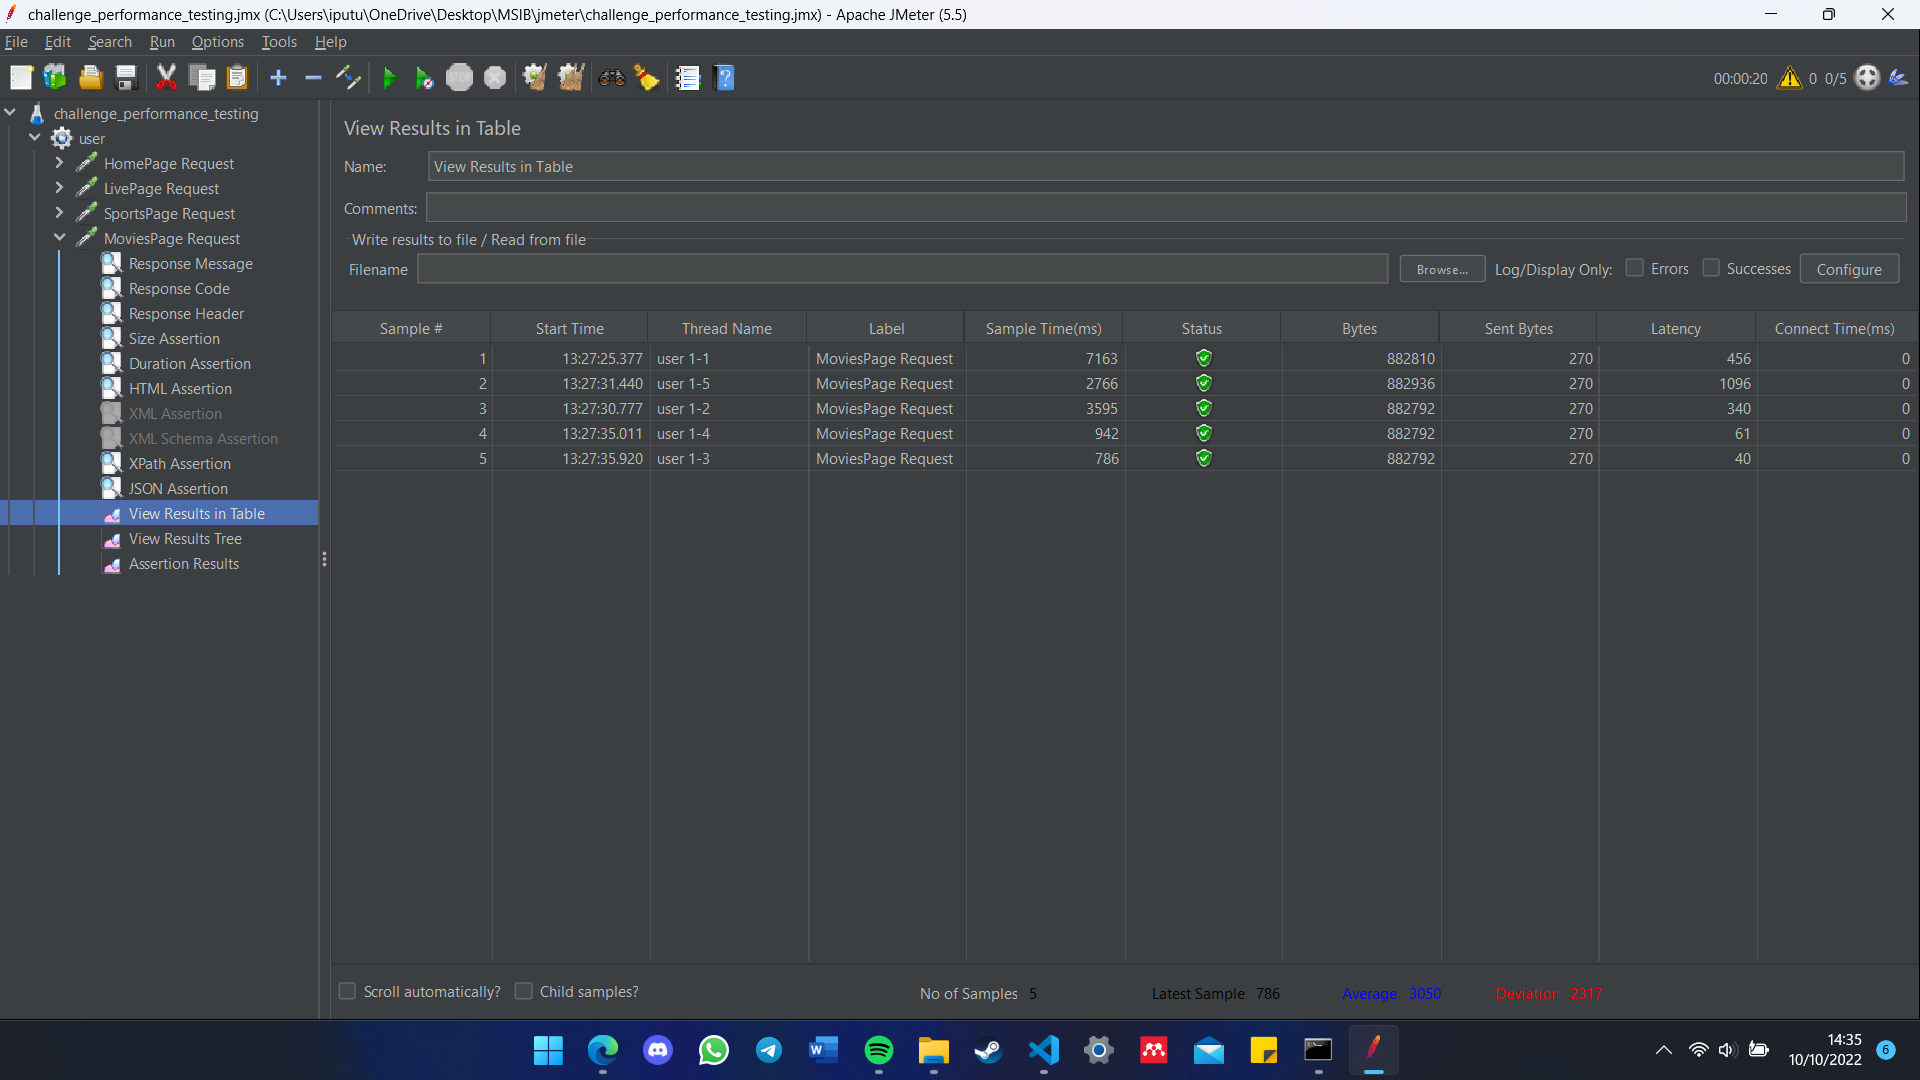 challenge_performance_testing.jmx (C:\Users\iputu\OneDrive\Desktop\MSIB\jmeter\challenge_performance_testing.jmx) - Apache JMeter (5.5)
File Edit Search Run Options Tools Help
STOP
00:00:20 0 0/5
challenge_performance_testing
user
HomePage Request
LivePage Request
SportsPage Request
MoviesPage Request
Response Message
Response Code
Response Header
Size Assertion
Duration Assertion
HTML Assertion
XML Assertion
XML Schema Assertion
XPath Assertion
JSON Assertion
View Results in Table
View Results Tree
Assertion Results
View Results in Table
Name: View Results in Table
Comments:
Write results to file / Read from file
Filename Browse... Log/Display Only: Errors Successes Configure
Sample # Start Time Thread Name Label Sample Time(ms) Status Bytes Sent Bytes Latency Connect Time(ms)
1 13:27:25.377 user 1-1 MoviesPage Request 7163 882810 270 456 0
2 13:27:31.440 user 1-5 MoviesPage Request 2766 882936 270 1096 0
3 13:27:30.777 user 1-2 MoviesPage Request 3595 882792 270 340 0
4 13:27:35.011 user 1-4 MoviesPage Request 942 882792 270 61 0
5 13:27:35.920 user 1-3 MoviesPage Request 786 882792 270 40 0
Scroll automatically? Child samples? No of Samples 5 Latest Sample 786 Average 3050 Deviation 2317
14:35
10/10/2022
6